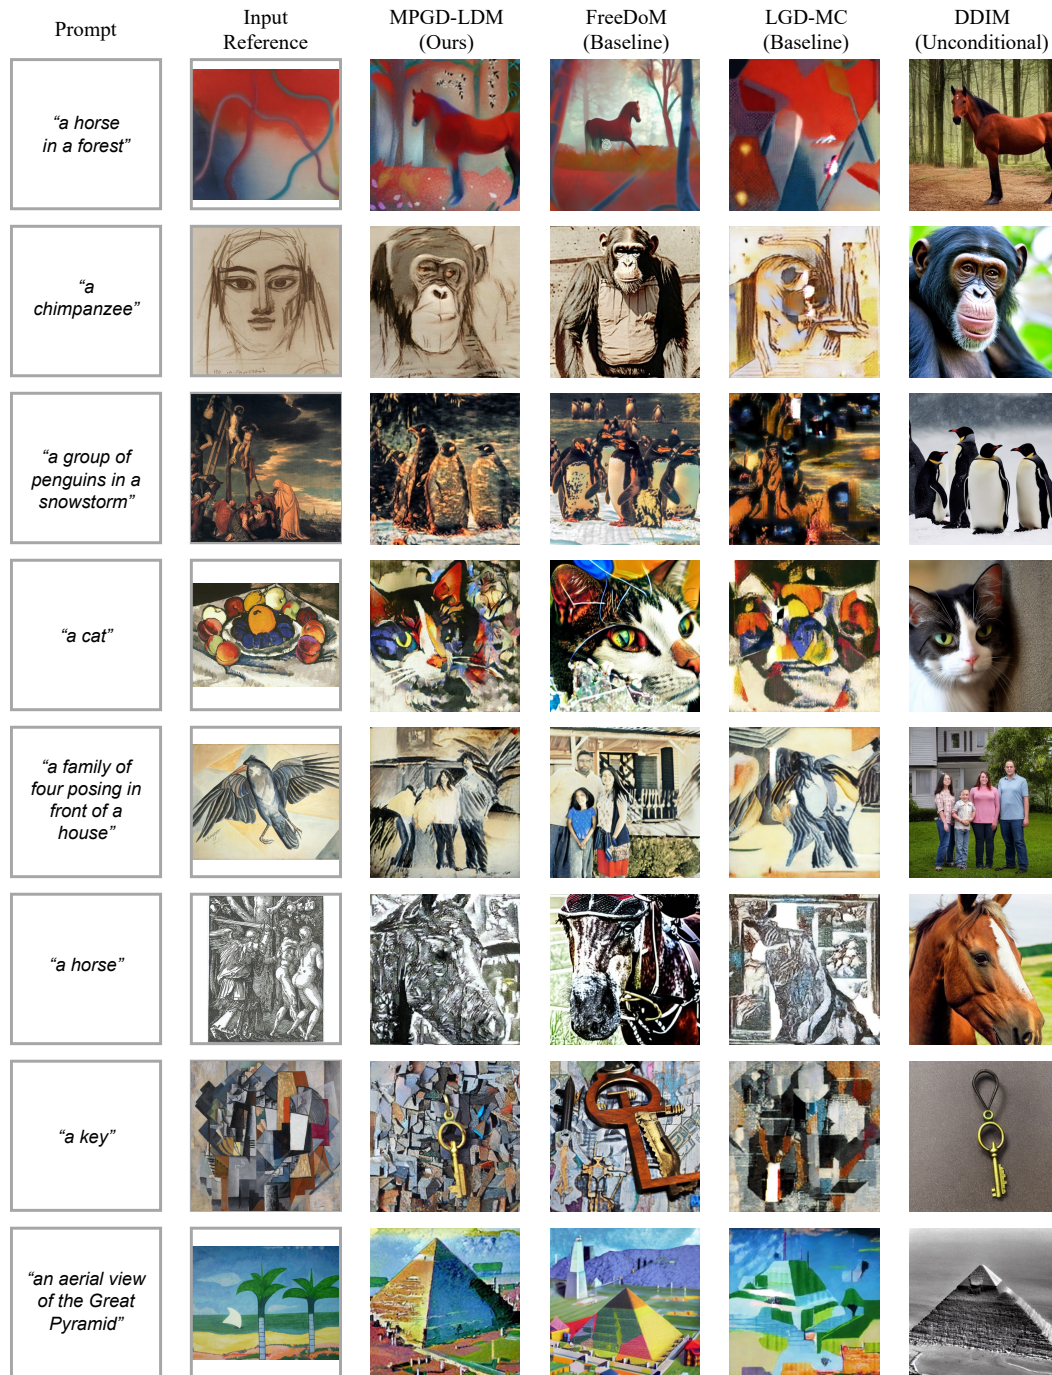 Prompt
Input
Reference
MPGD-LDM
(Ours)
FreeDoM
(Baseline)
LGD-MC
(Baseline)
DDIM
(Unconditional)
“a horse
in a forest”
“a
chimpanzee”
“a group of
penguins in a
snowstorm”
“a cat”
“a family of
four posing in
front of a
house”
“a horse”
“a key”
“an aerial view
of the Great
Pyramid”